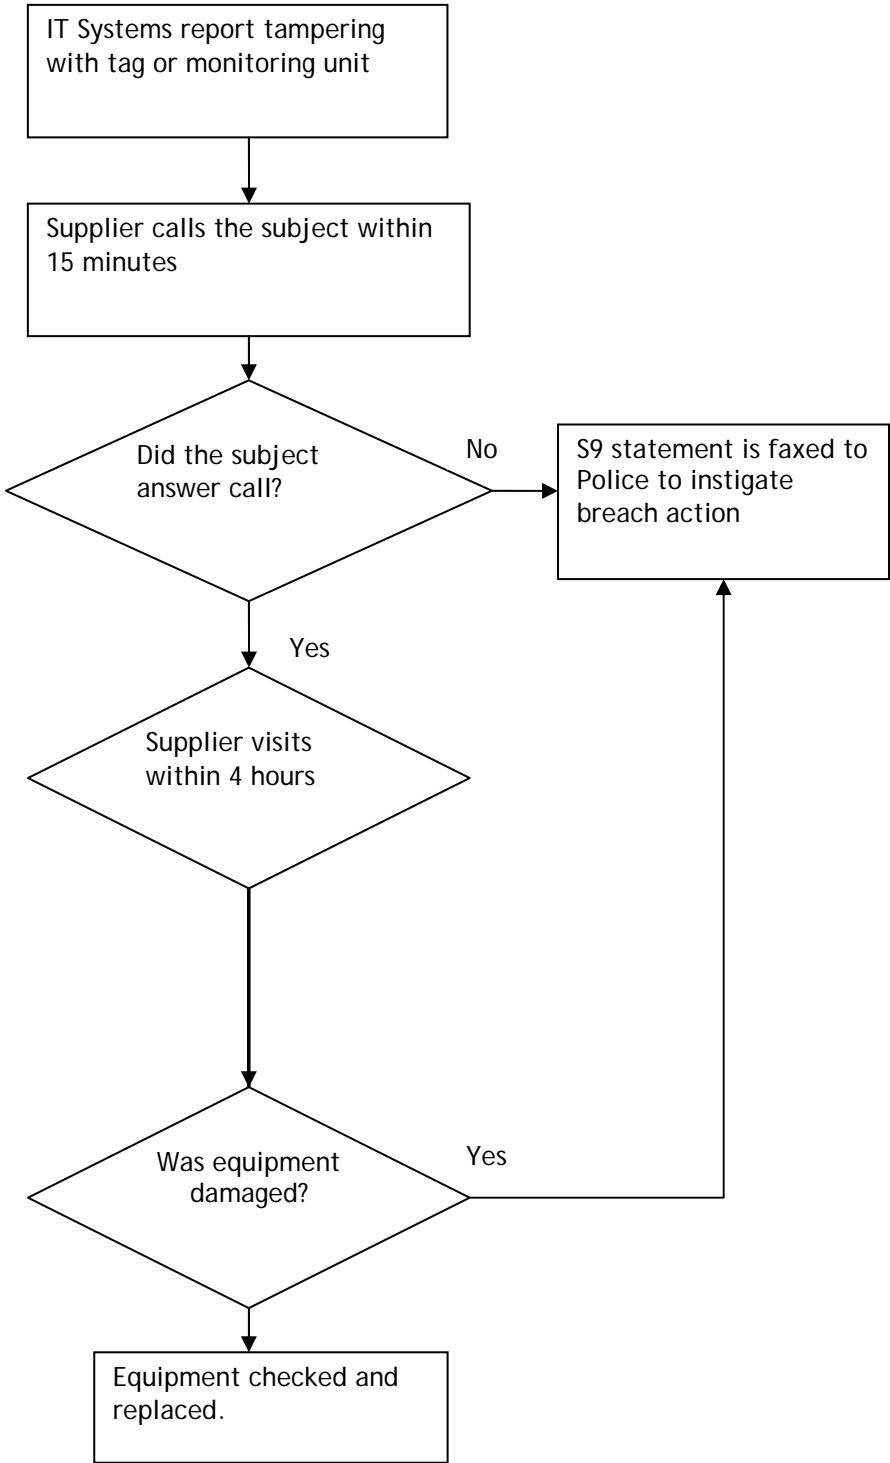 IT Systems report tampering
with tag or monitoring unit
Supplier calls the subject within
15 minutes
Did the subject
answer call?
No
S9 statement is faxed to
Police to instigate
breach action
Yes
Supplier visits
within 4 hours
Was equipment
damaged?
Yes
Equipment checked and
replaced.